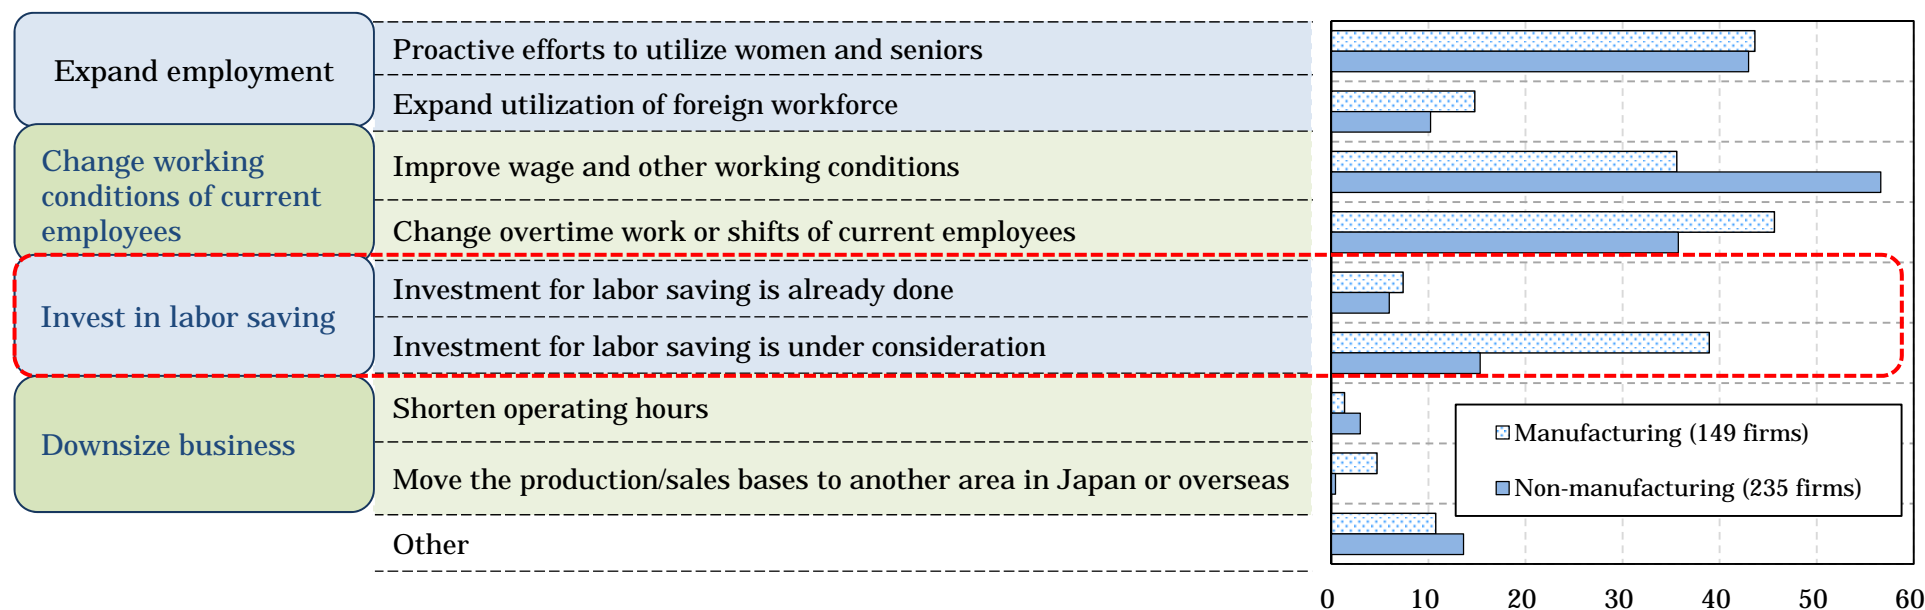 Expand employment
Proactive efforts to utilize women and seniors
Expand utilization of foreign workforce
Change working
conditions of current
employees
Improve wage and other working conditions
Change overtime work or shifts of current employees
Invest in labor saving
Investment for labor saving is already done
Investment for labor saving is under consideration
Downsize business
Shorten operating hours
Move the production/sales bases to another area in Japan or overseas
Other
Manufacturing (149 firms)
Non-manufacturing (235 firms)
0 10 20 30 40 50 60